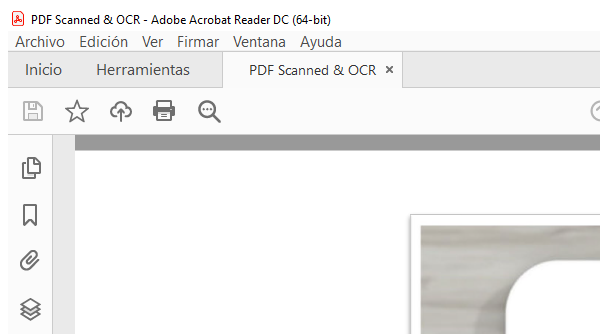 PDF Scanned & OCR - Adobe Acrobat Reader DC (64-bit)
Archivo Edición Ver Firmar Ventana Ayuda
Inicio Herramientas PDF Scanned & OCR ×